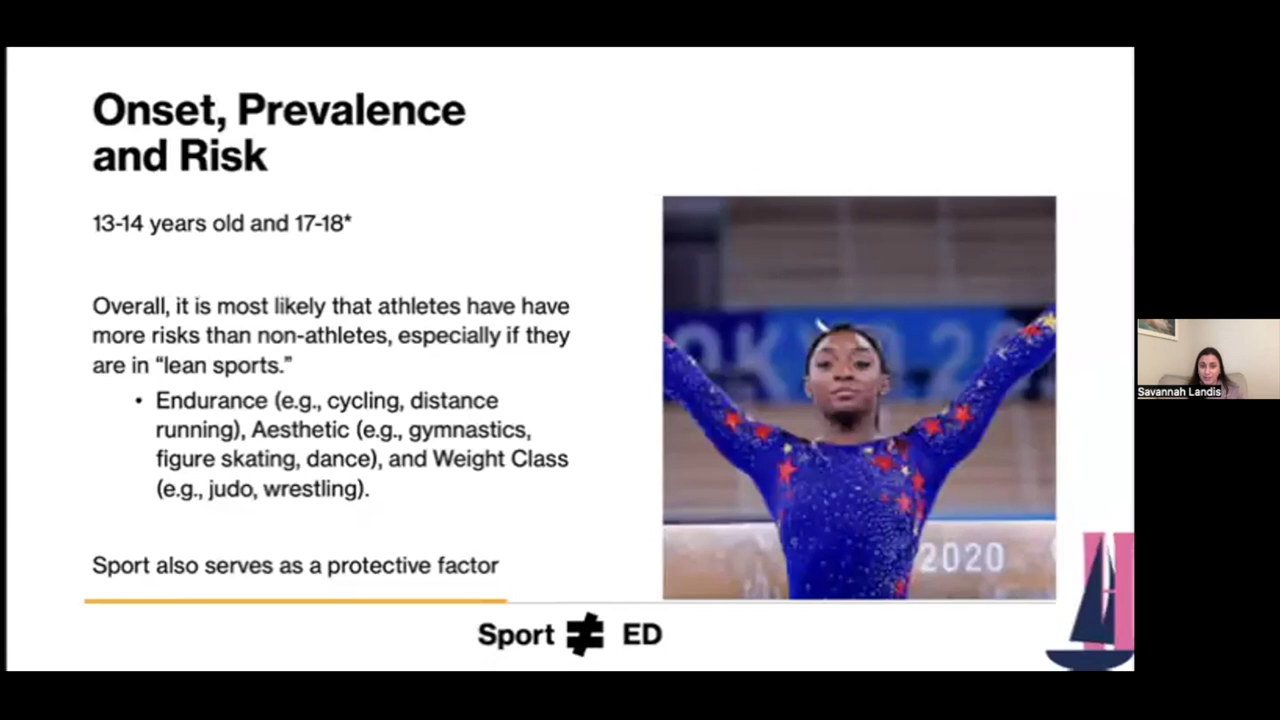 Onset, Prevalence
and Risk
13-14 years old and 17-18*
Overall, it is most likely that athletes have have
more risks than non-athletes, especially if they
are in “lean sports.”
• Endurance (e.g., cycling, distance
running), Aesthetic (e.g., gymnastics,
figure skating, dance), and Weight Class
(e.g., judo, wrestling).
Sport also serves as a protective factor
OKYO 202
2020
Sport ≠ ED
H
Savannah Landis